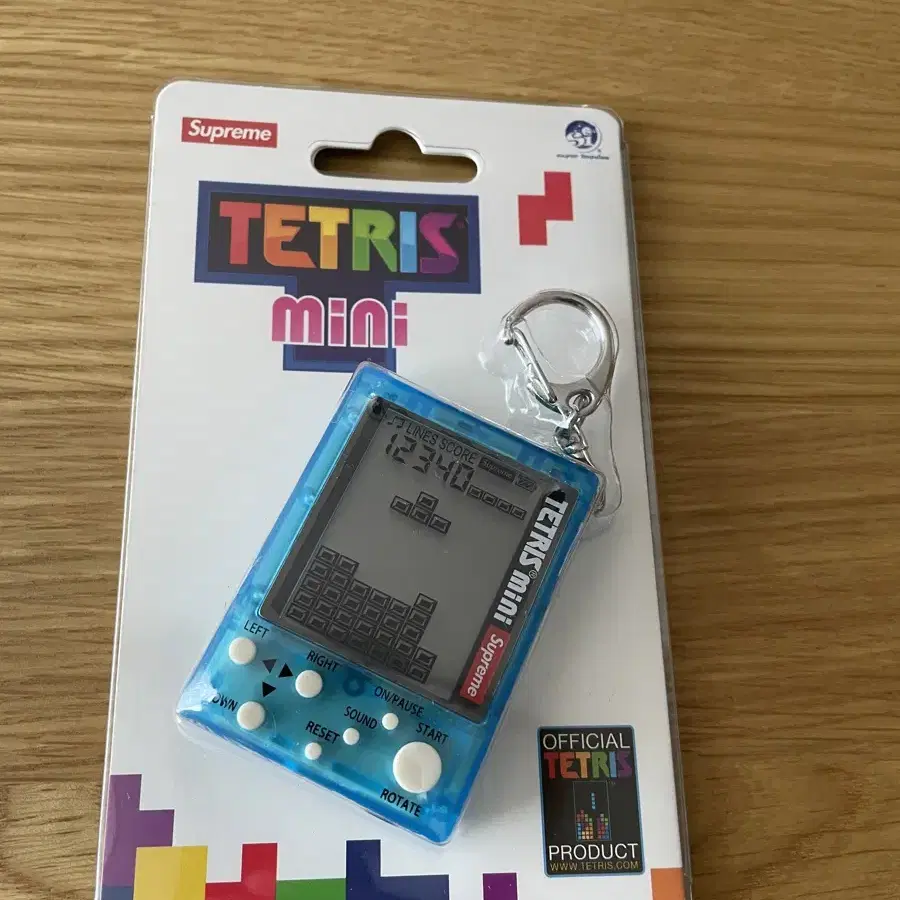 Supreme
TETRIS
mini
LINES SCORE
12340
Supreme
TETRIS® mini
Supreme
LEFT
RIGHT
DOWN
ON/PAUSE
SOUND
START
RESET
ROTATE
OFFICIAL
TETRIS
PRODUCT
WWW.TETRIS.COM